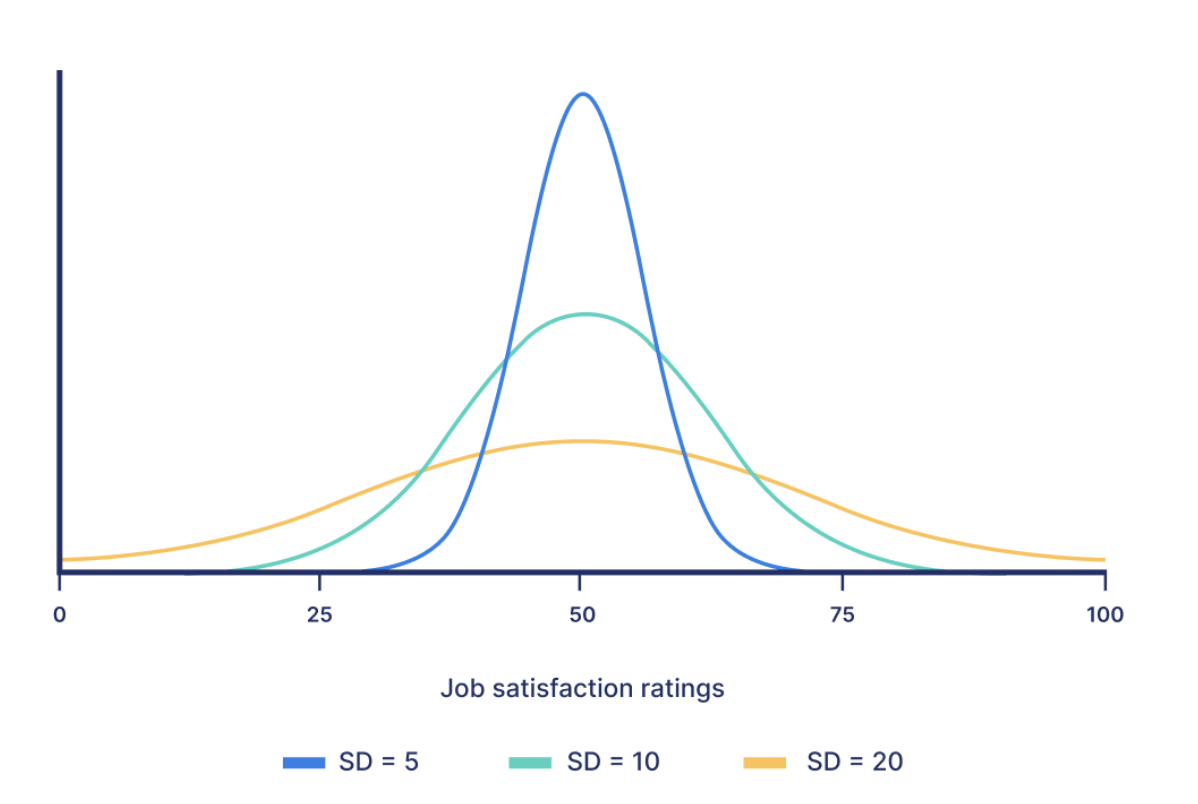 0 25 50 75 100
Job satisfaction ratings
SD = 5 SD = 10 SD = 20